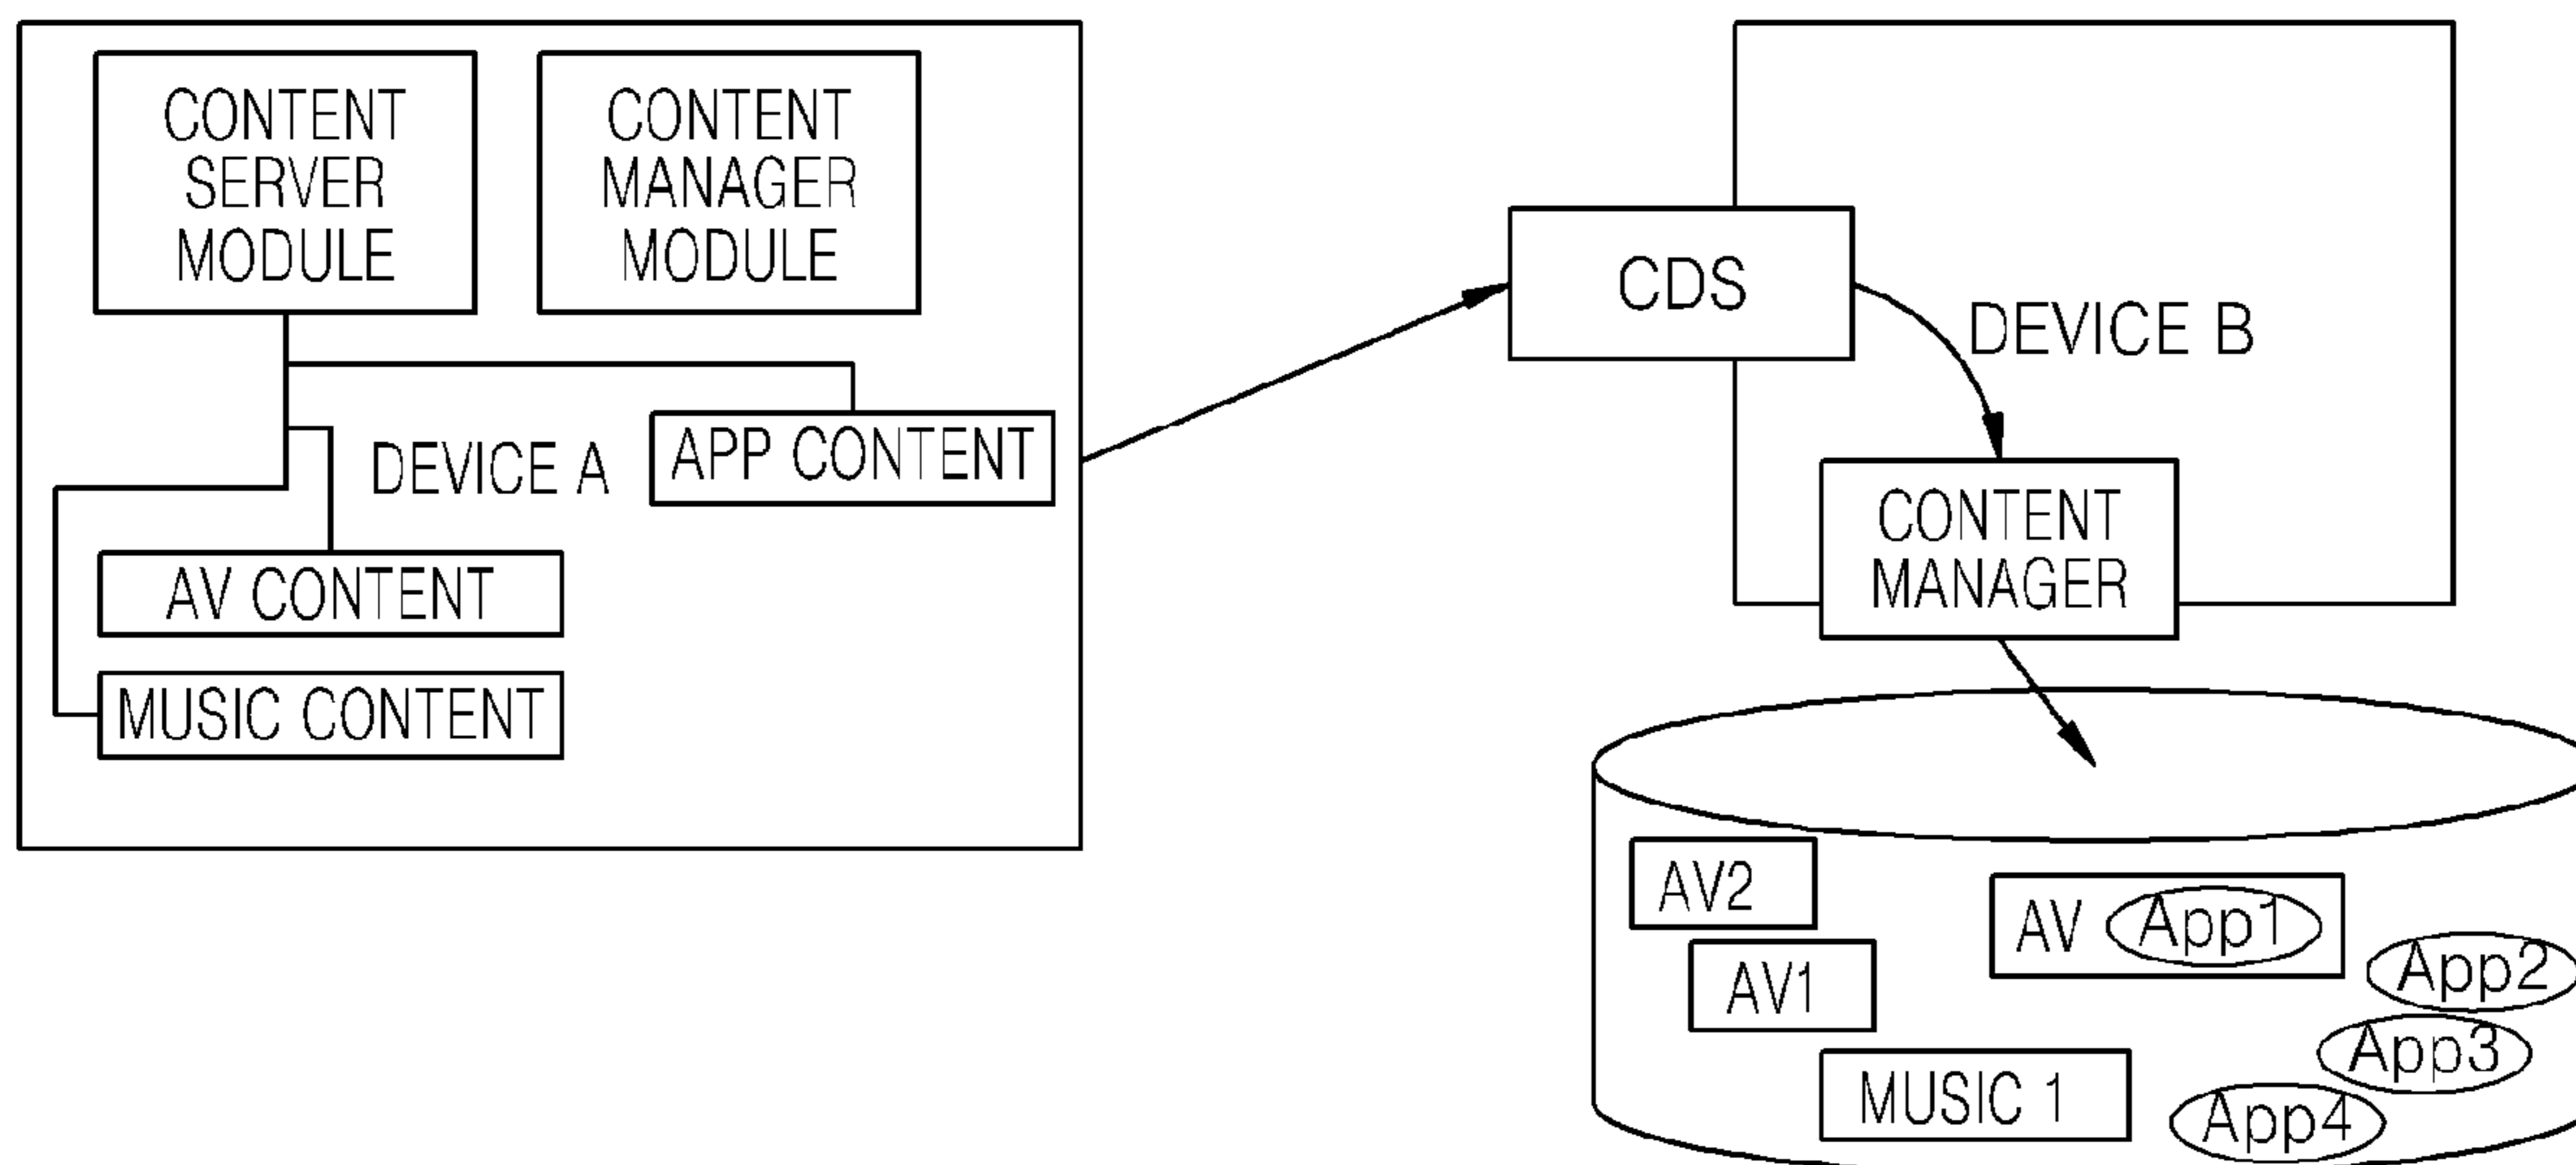 CONTENT
SERVER
MODULE
CONTENT
MANAGER
MODULE
DEVICE A
APP CONTENT
AV CONTENT
MUSIC CONTENT
CDS
DEVICE B
CONTENT
MANAGER
AV2
AV1
MUSIC 1
AV App1
App2
App3
App4